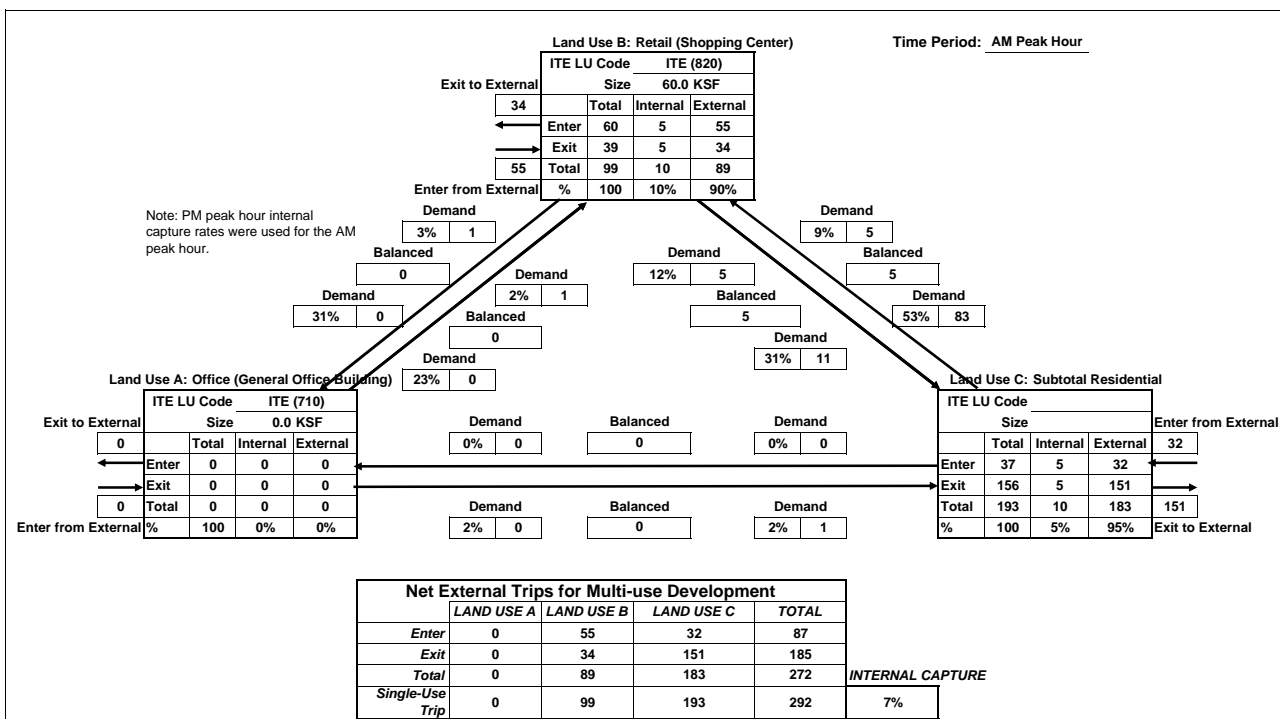 Land Use B: Retail (Shopping Center)
Time Period: AM Peak Hour
ITE LU Code ITE (820)
Exit to External Size 60.0 KSF
34 Total Internal External
Enter 60 5 55
Exit 39 5 34
55 Total 99 10 89
Enter from External % 100 10% 90%
Note: PM peak hour internal
capture rates were used for the AM
peak hour.
Demand
3% 1
Balanced
0
Demand
31% 0
Demand
2% 1
Balanced
0
Demand
23% 0
Demand
12% 5
Balanced
5
Demand
31% 11
Demand
9% 5
Balanced
5
Demand
53% 83
Land Use A: Office (General Office Building)
ITE LU Code ITE (710)
Exit to External Size 0.0 KSF
0 Total Internal External
Enter 0 0 0
Exit 0 0 0
0 Total 0 0 0
Enter from External % 100 0% 0%
Demand Balanced Demand
0% 0 0 0% 0
Demand Balanced Demand
2% 0 0 2% 1
Land Use C: Subtotal Residential
ITE LU Code
Size Enter from External
Total Internal External 32
Enter 37 5 32
Exit 156 5 151
Total 193 10 183 151
% 100 5% 95% Exit to External
Net External Trips for Multi-use Development
LAND USE A LAND USE B LAND USE C TOTAL
Enter 0 55 32 87
Exit 0 34 151 185
Total 0 89 183 272 INTERNAL CAPTURE
Single-Use
Trip 0 99 193 292 7%